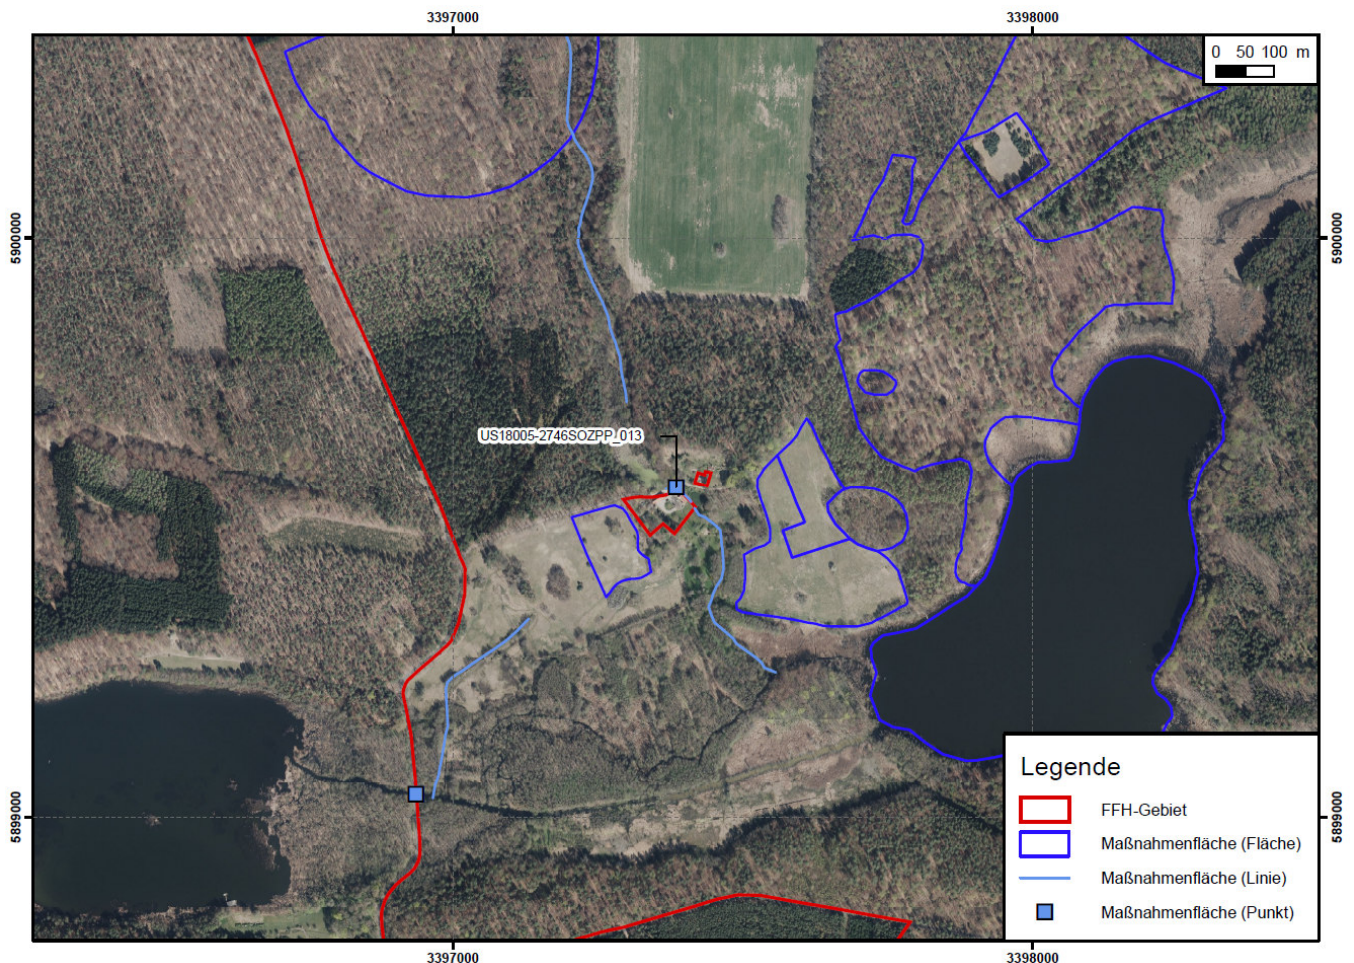 3397000 3398000
0 50 100 m
5900000 5900000
US18005-2746SOZPP_013
Legende
FFH-Gebiet
Maßnahmenfläche (Fläche)
Maßnahmenfläche (Linie)
Maßnahmenfläche (Punkt)
5899000 5899000
3397000 3398000